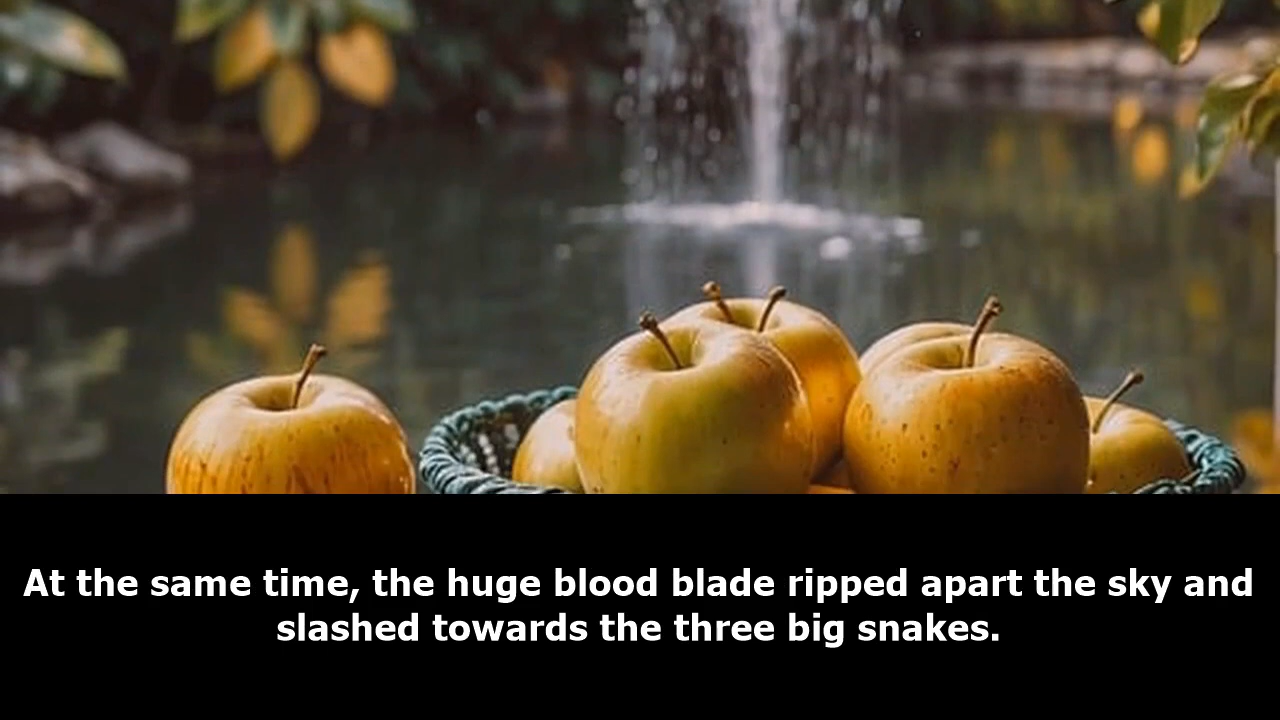 At the same time, the huge blood blade ripped apart the sky and
slashed towards the three big snakes.